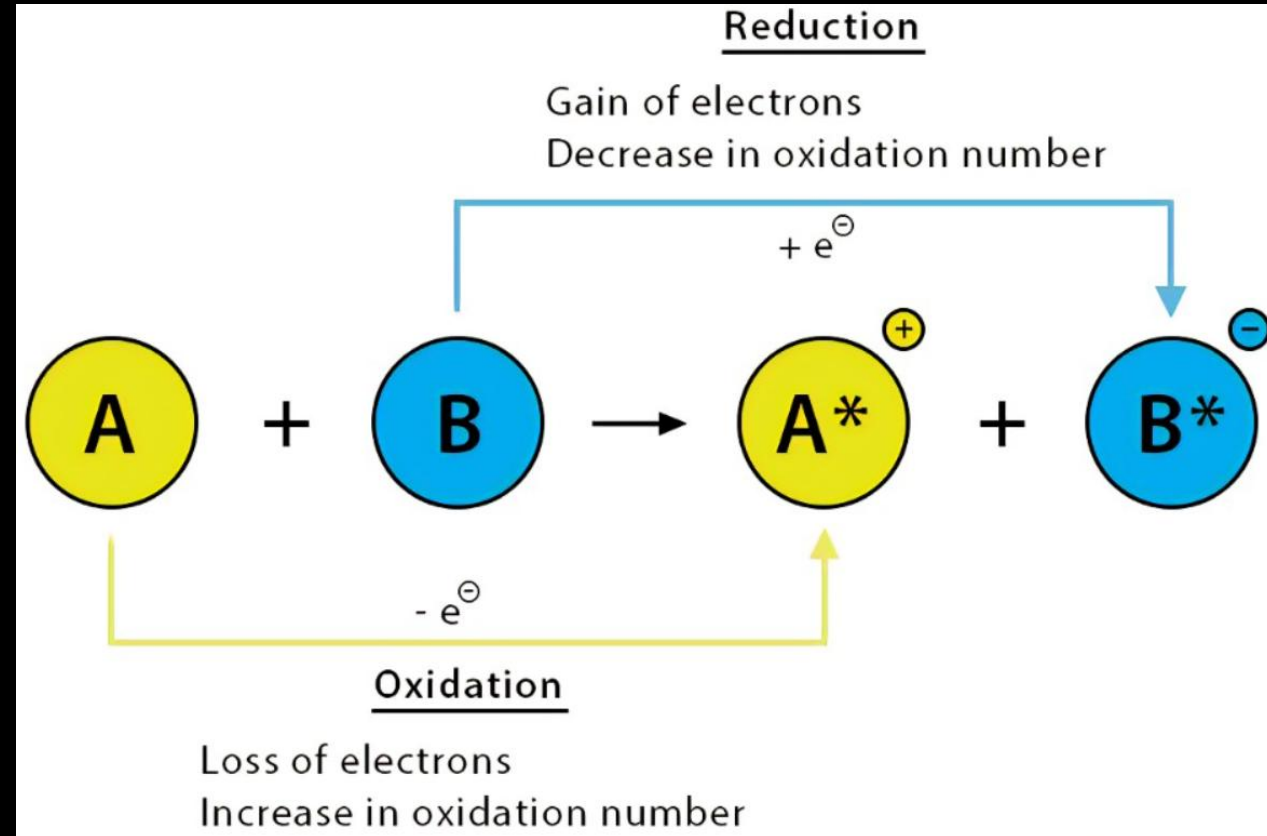 Reduction
Gain of electrons
Decrease in oxidation number
+ e⊖
A + B → A*⊕ + B*⊖
- e⊖
Oxidation
Loss of electrons
Increase in oxidation number